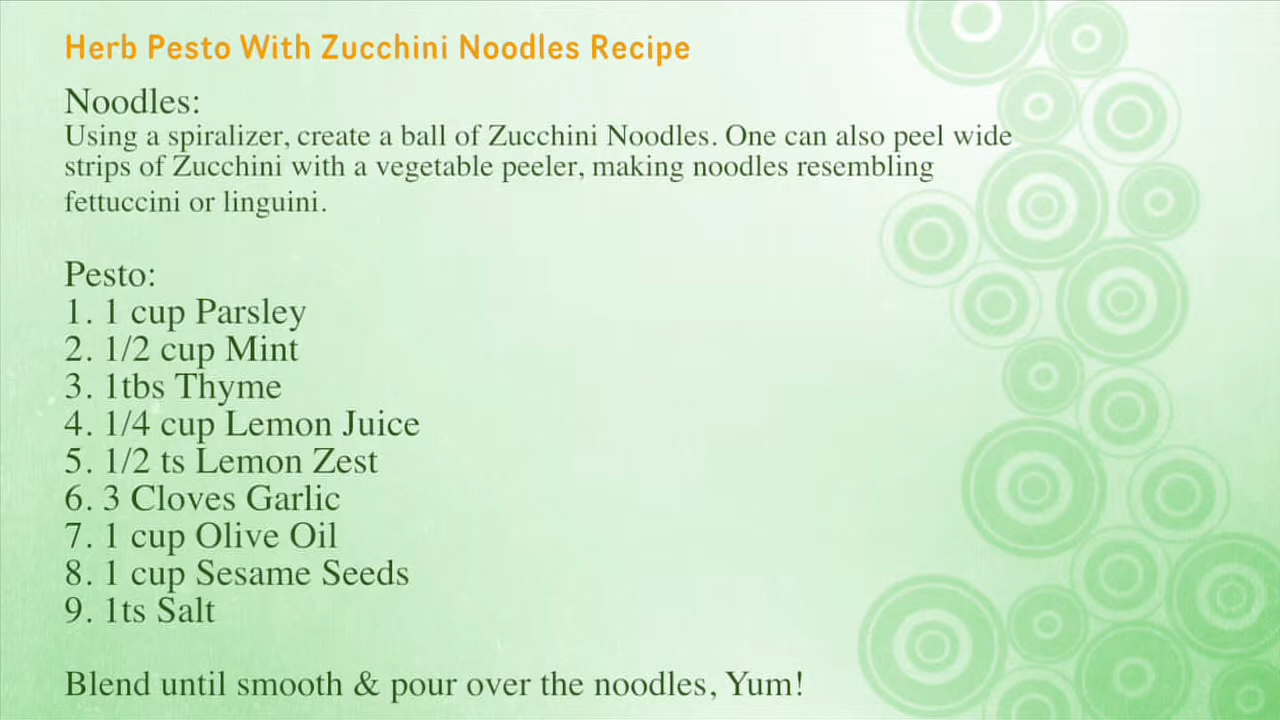 Herb Pesto With Zucchini Noodles Recipe
Noodles:
Using a spiralizer, create a ball of Zucchini Noodles. One can also peel wide
strips of Zucchini with a vegetable peeler, making noodles resembling
fettuccini or linguini.
Pesto:
1. 1 cup Parsley
2. 1/2 cup Mint
3. 1tbs Thyme
4. 1/4 cup Lemon Juice
5. 1/2 ts Lemon Zest
6. 3 Cloves Garlic
7. 1 cup Olive Oil
8. 1 cup Sesame Seeds
9. 1ts Salt
Blend until smooth & pour over the noodles, Yum!